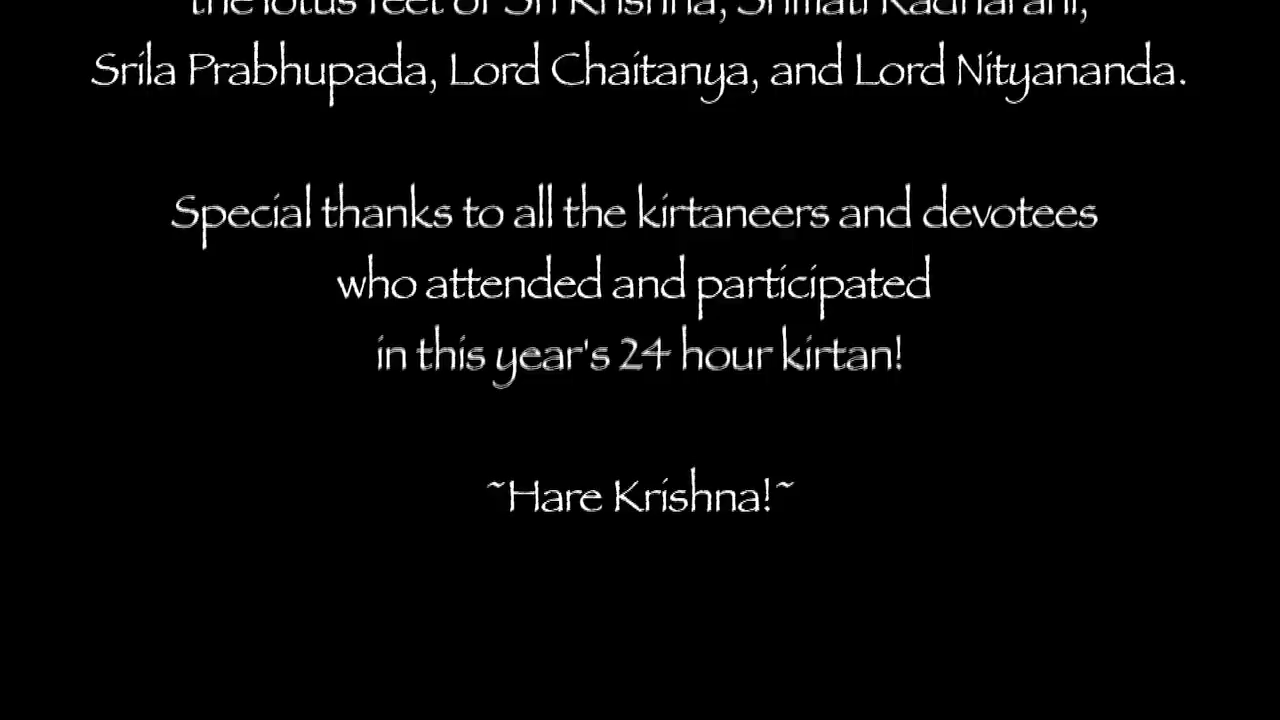 the lotus feet of Sri Krishna, Srimati Radharani,
Srila Prabhupada, Lord Chaitanya, and Lord Nityananda.
Special thanks to all the kirtaneers and devotees
who attended and participated
in this year's 24 hour kirtan!
~Hare Krishna!~